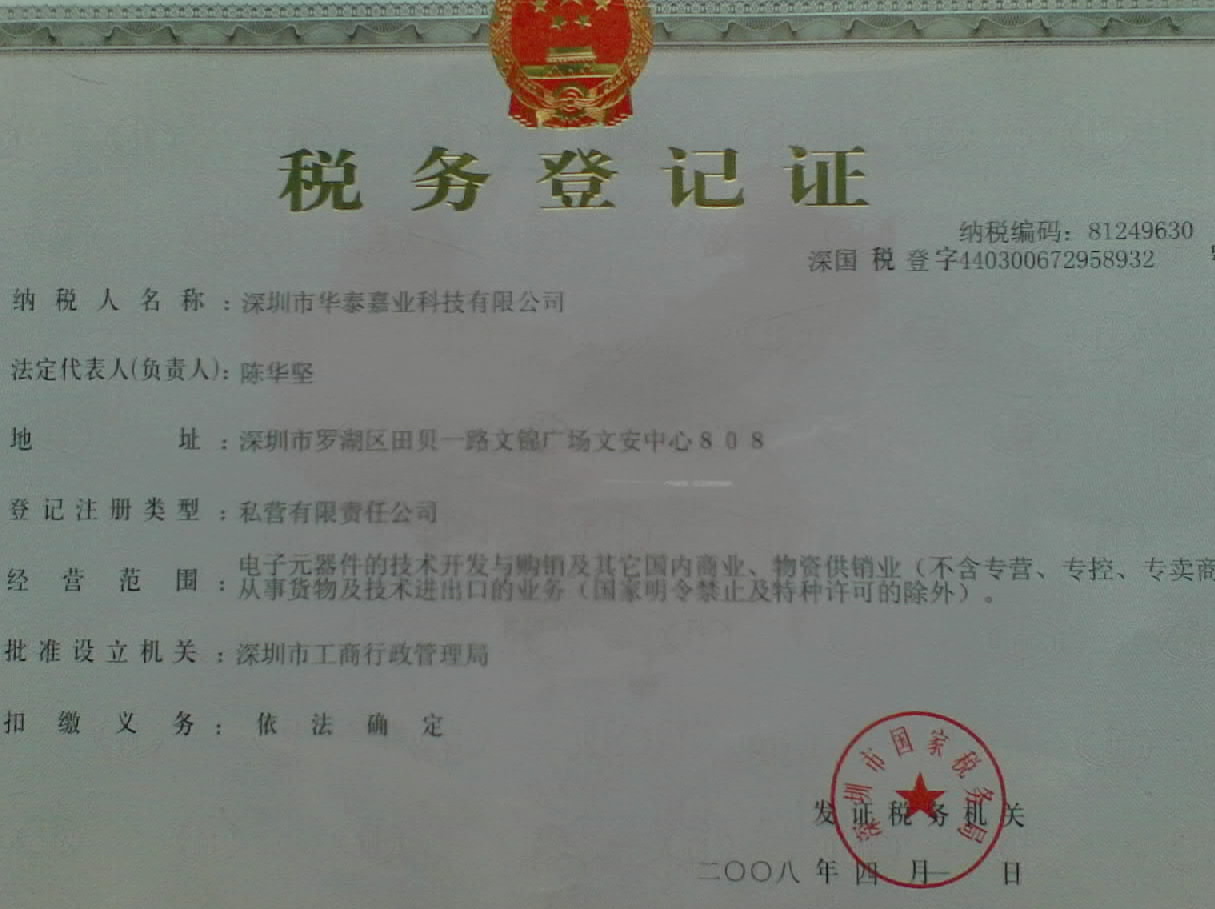 税务登记证
纳税编码：81249630
深国税登字440300672958932
纳税人名称：深圳市华泰嘉业科技有限公司
法定代表人(负责人)：陈华坚
地址：深圳市罗湖区田贝一路文锦广场文安中心808
登记注册类型：私营有限责任公司
经营范围：电子元器件的技术开发与购销及其它国内商业、物资供销业（不含专营、专控、专卖商
从事货物及技术进出口的业务（国家明令禁止及特种许可的除外）。
批准设立机关：深圳市工商行政管理局
扣缴义务：依法确定
深圳市国家税务局
发证税务机关
二〇〇八年四月一日